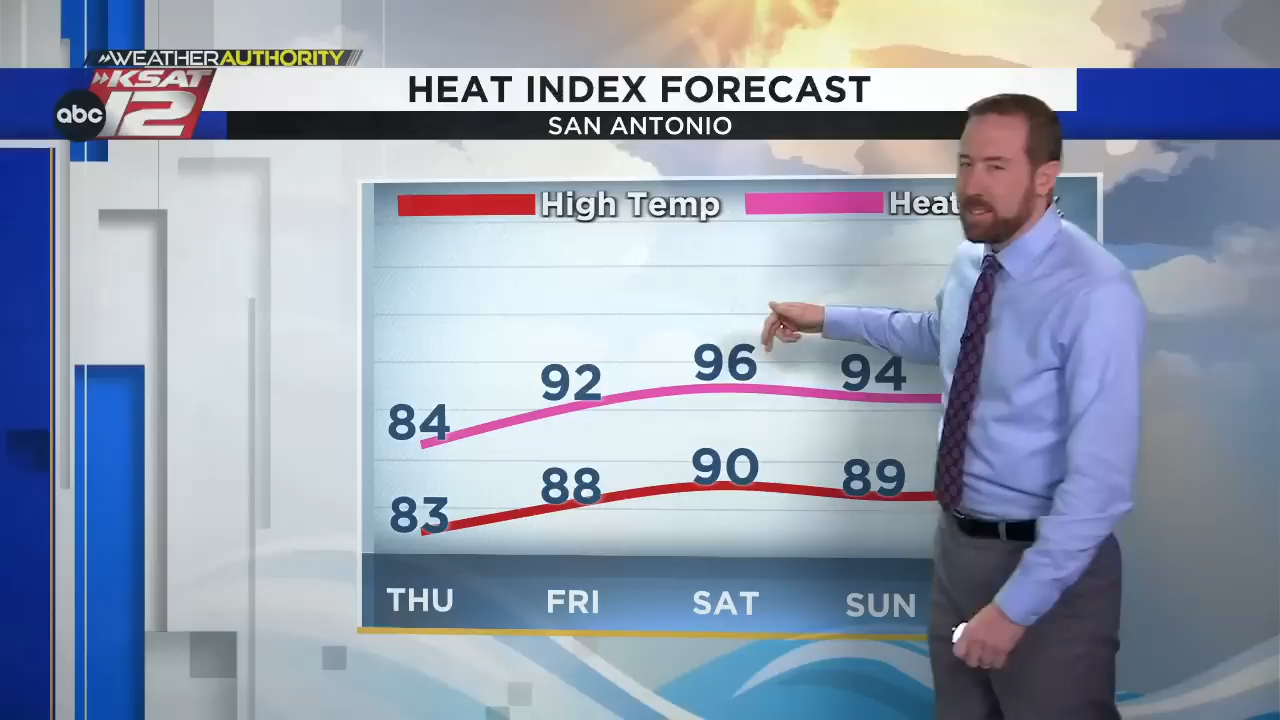 WEATHER AUTHORITY
KSAT
abc 12
HEAT INDEX FORECAST
SAN ANTONIO
High Temp Heat
84 92 96 94
83 88 90 89
THU FRI SAT SUN